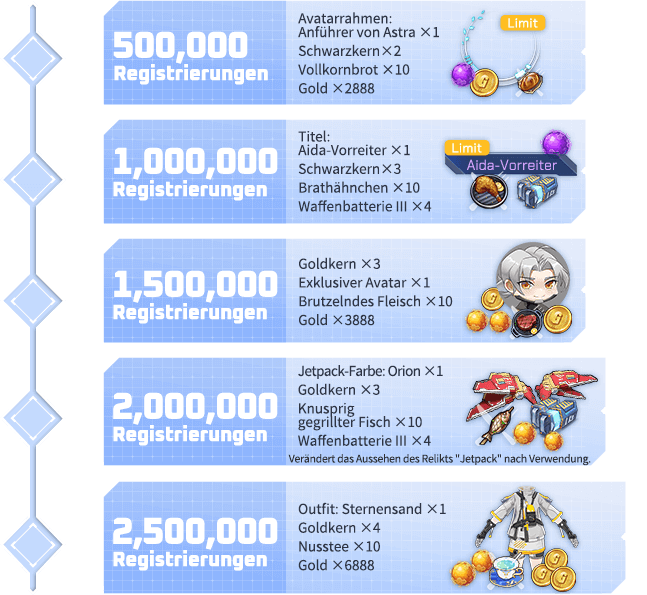 500,000
Registrierungen
Avatarrahmen:
Anführer von Astra ×1
Schwarzkern×2
Vollkornbrot ×10
Gold ×2888
Limit
1,000,000
Registrierungen
Titel:
Aida-Vorreiter ×1
Schwarzkern×3
Brathähnchen ×10
Waffenbatterie III ×4
Limit
Aida-Vorreiter
1,500,000
Registrierungen
Goldkern ×3
Exklusiver Avatar ×1
Brutzelndes Fleisch ×10
Gold ×3888
2,000,000
Registrierungen
Jetpack-Farbe: Orion ×1
Goldkern ×3
Knusprig
gegrillter Fisch ×10
Waffenbatterie III ×4
Verändert das Aussehen des Relikts "Jetpack" nach Verwendung.
2,500,000
Registrierungen
Outfit: Sternensand ×1
Goldkern ×4
Nusstee ×10
Gold ×6888